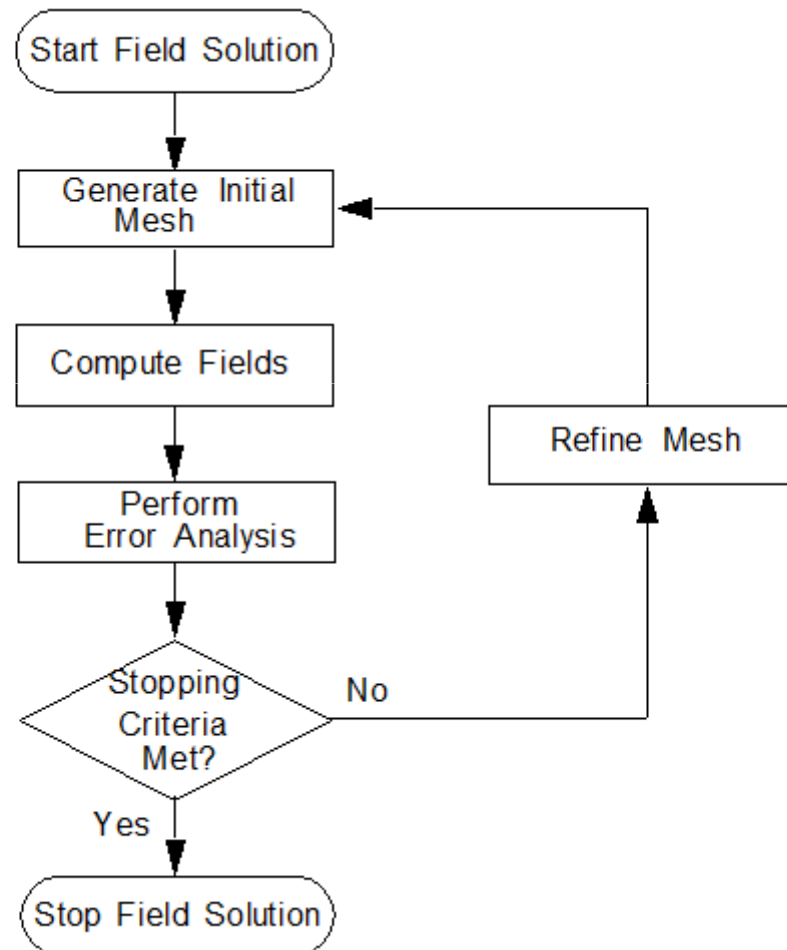 Start Field Solution
Generate Initial
Mesh
Compute Fields
Refine Mesh
Perform
Error Analysis
Stopping
Criteria
Met?
No
Yes
Stop Field Solution